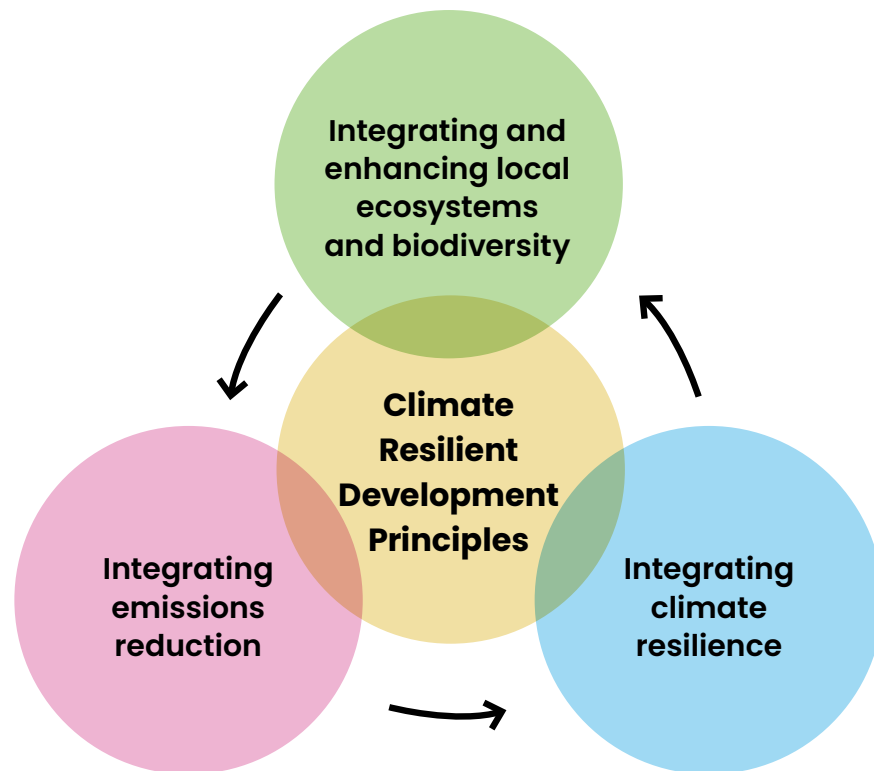 Integrating and
enhancing local
ecosystems
and biodiversity
Climate
Resilient
Development
Principles
Integrating
emissions
reduction
Integrating
climate
resilience